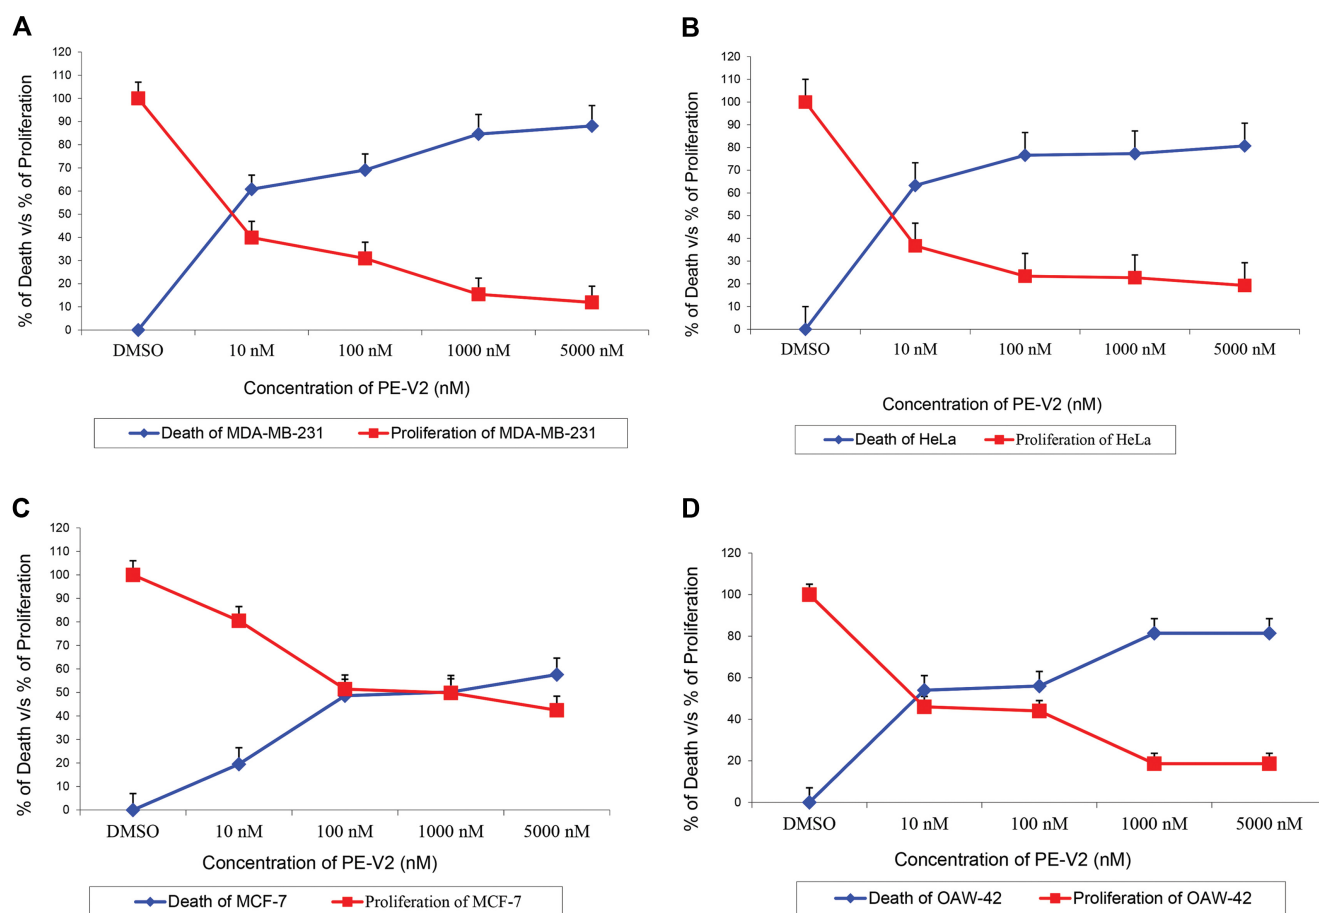 A
% of Death v/s % of Proliferation
120
110
100
90
80
70
60
50
40
30
20
10
0
DMSO 10 nM 100 nM 1000 nM 5000 nM
Concentration of PE-V2 (nM)
Death of MDA-MB-231 Proliferation of MDA-MB-231
B
% of Death v/s % of Proliferation
120
110
100
90
80
70
60
50
40
30
20
10
0
DMSO 10 nM 100 nM 1000 nM 5000 nM
Concentration of PE-V2 (nM)
Death of HeLa Proliferation of HeLa
C
% of Death v/s % of Proliferation
120
110
100
90
80
70
60
50
40
30
20
10
0
DMSO 10 nM 100 nM 1000 nM 5000 nM
Concentration of PE-V2 (nM)
Death of MCF-7 Proliferation of MCF-7
D
% of Death v/s % of Proliferation
120
100
80
60
40
20
0
DMSO 10 nM 100 nM 1000 nM 5000 nM
Concentration of PE-V2 (nM)
Death of OAW-42 Proliferation of OAW-42